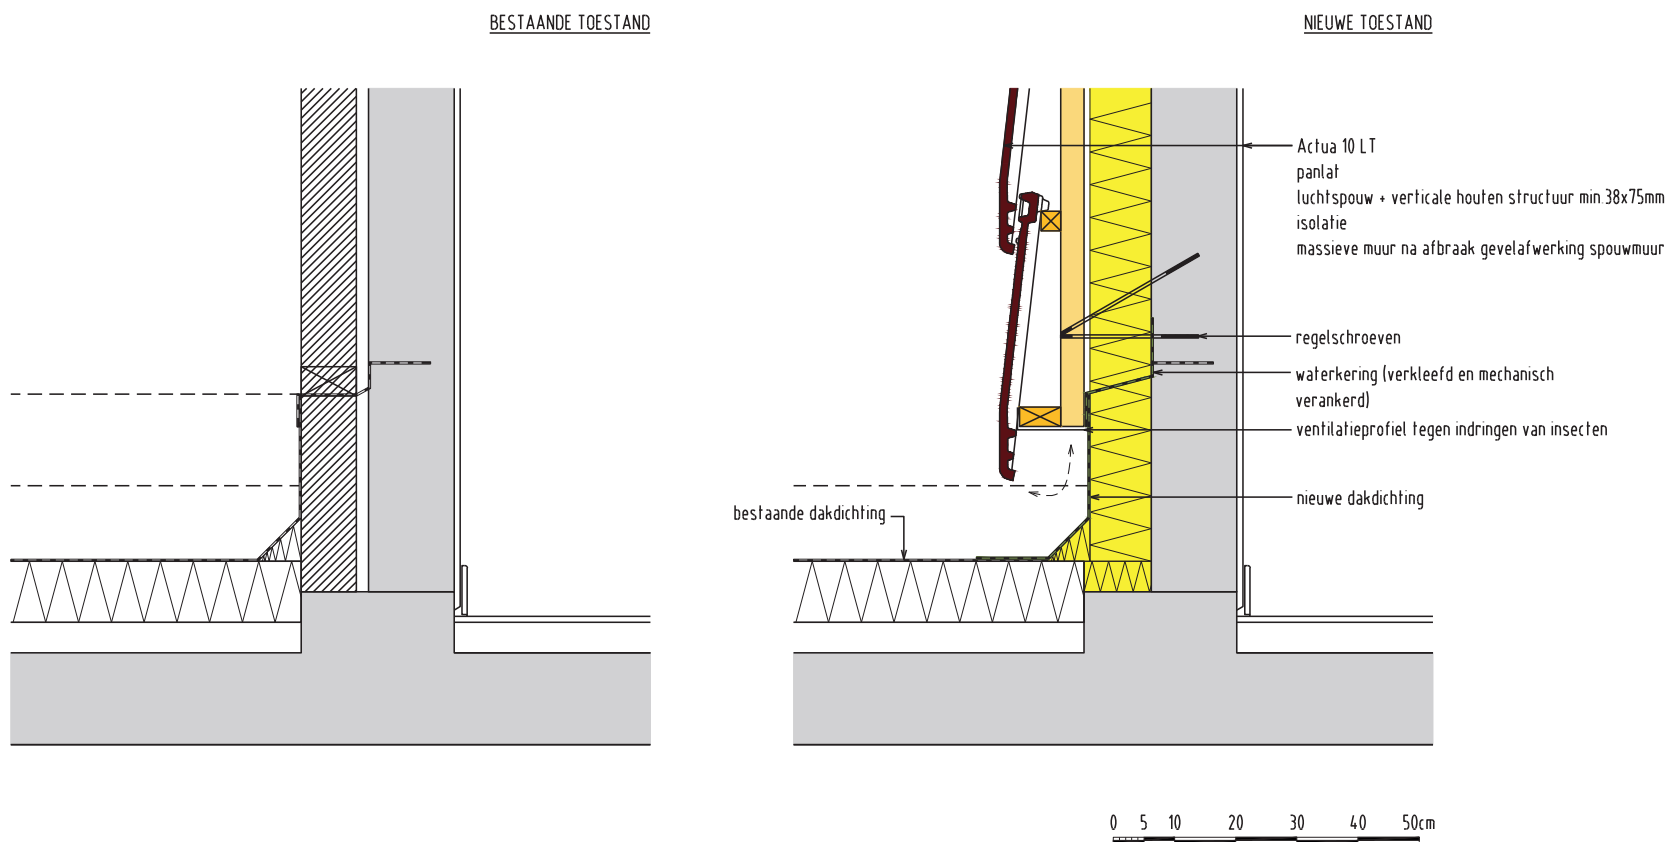 BESTAANDE TOESTAND
NIEUWE TOESTAND
Actua 10 LT
panlat
luchtspouw + verticale houten structuur min.38x75mm
isolatie
massieve muur na afbraak gevelafwerking spouwmuur
regelschroeven
waterkering (verkleefd en mechanisch
verankerd)
ventilatieprofiel tegen indringen van insecten
nieuwe dakdichting
bestaande dakdichting
0 5 10 20 30 40 50cm